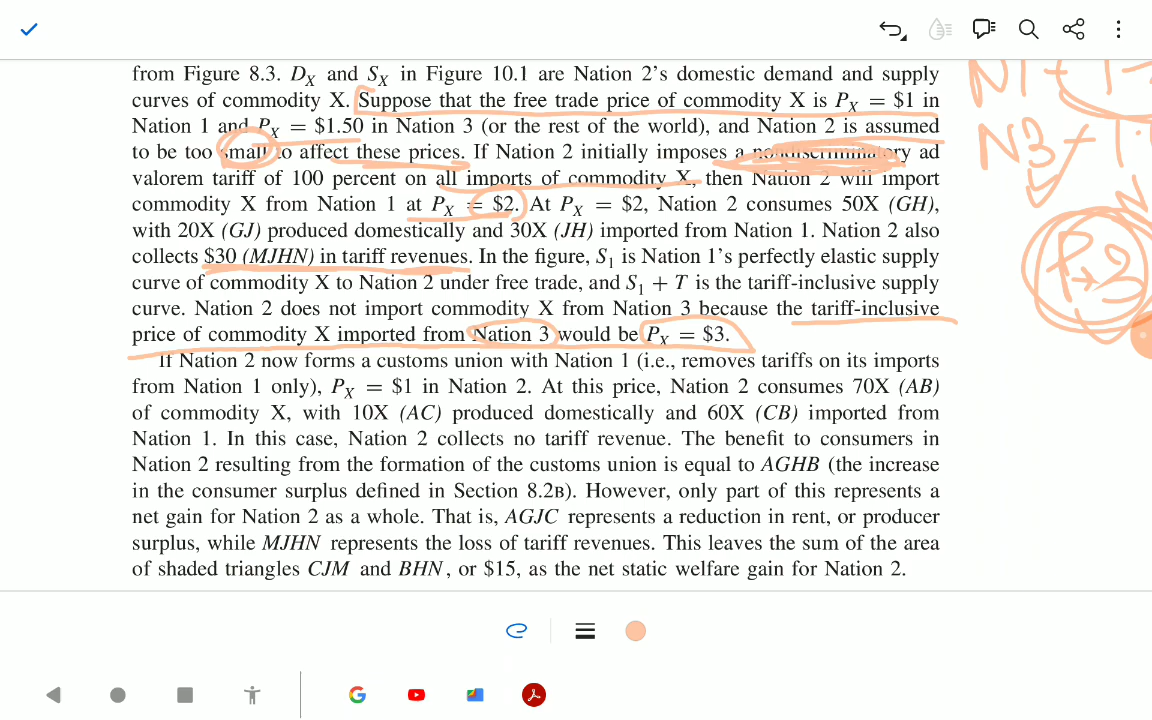 from Figure 8.3. DX and SX in Figure 10.1 are Nation 2’s domestic demand and supply
curves of commodity X. Suppose that the free trade price of commodity X is PX = $1 in
Nation 1 and PX = $1.50 in Nation 3 (or the rest of the world), and Nation 2 is assumed
to be too small to affect these prices. If Nation 2 initially imposes a nondiscriminatory ad
valorem tariff of 100 percent on all imports of commodity X, then Nation 2 will import
commodity X from Nation 1 at PX = $2. At PX = $2, Nation 2 consumes 50X (GH),
with 20X (GJ) produced domestically and 30X (JH) imported from Nation 1. Nation 2 also
collects $30 (MJHN) in tariff revenues. In the figure, S1 is Nation 1’s perfectly elastic supply
curve of commodity X to Nation 2 under free trade, and S1 + T is the tariff-inclusive supply
curve. Nation 2 does not import commodity X from Nation 3 because the tariff-inclusive
price of commodity X imported from Nation 3 would be PX = $3.
If Nation 2 now forms a customs union with Nation 1 (i.e., removes tariffs on its imports
from Nation 1 only), PX = $1 in Nation 2. At this price, Nation 2 consumes 70X (AB)
of commodity X, with 10X (AC) produced domestically and 60X (CB) imported from
Nation 1. In this case, Nation 2 collects no tariff revenue. The benefit to consumers in
Nation 2 resulting from the formation of the customs union is equal to AGHB (the increase
in the consumer surplus defined in Section 8.2B). However, only part of this represents a
net gain for Nation 2 as a whole. That is, AGJC represents a reduction in rent, or producer
surplus, while MJHN represents the loss of tariff revenues. This leaves the sum of the area
of shaded triangles CJM and BHN, or $15, as the net static welfare gain for Nation 2.
N1 +
N3 +